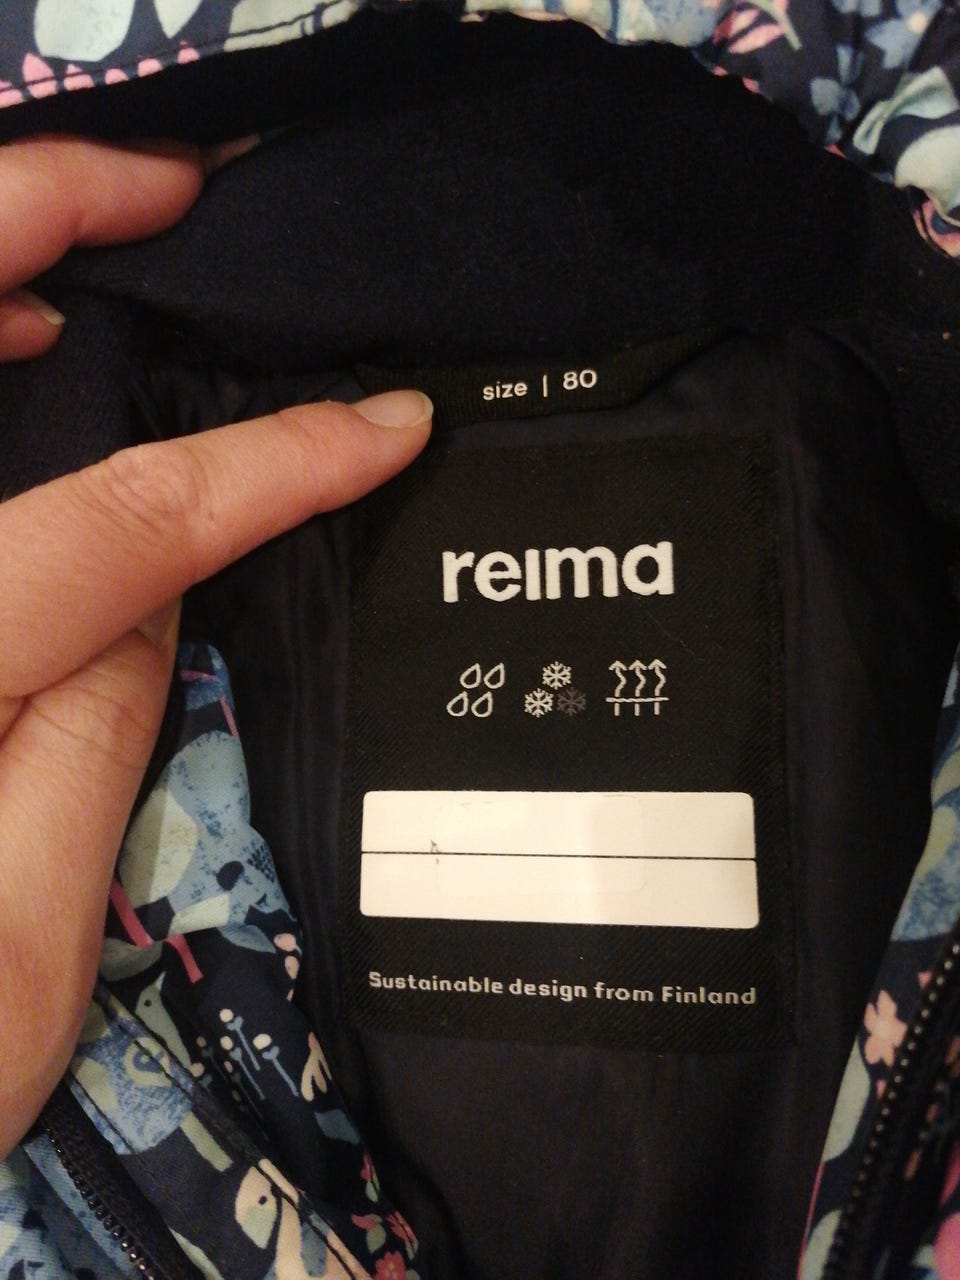 size | 80
reima
Sustainable design from Finland